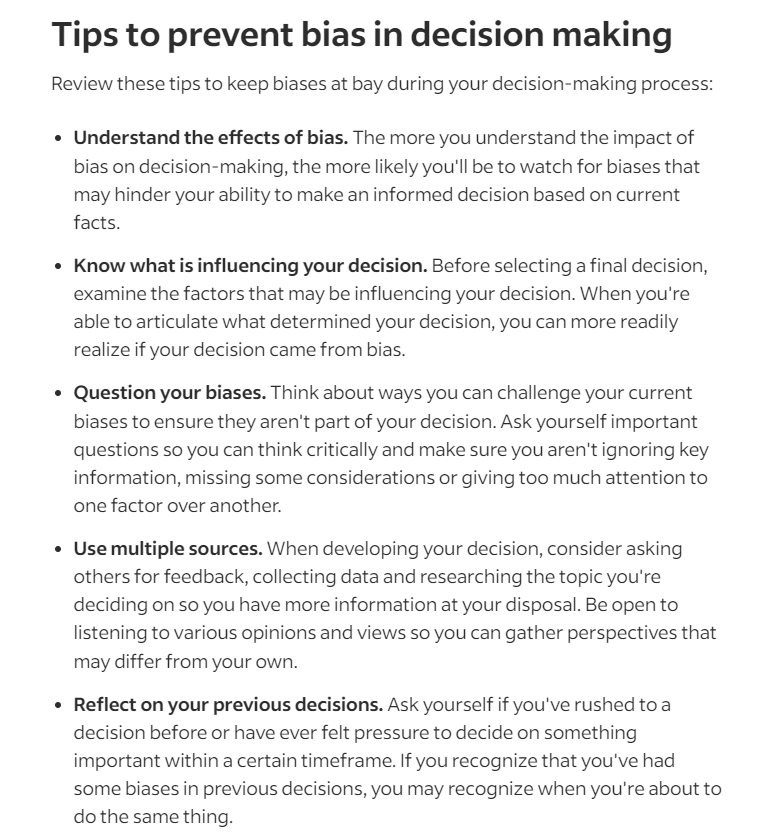 Tips to prevent bias in decision making
Review these tips to keep biases at bay during your decision-making process:
• Understand the effects of bias. The more you understand the impact of
bias on decision-making, the more likely you'll be to watch for biases that
may hinder your ability to make an informed decision based on current
facts.
• Know what is influencing your decision. Before selecting a final decision,
examine the factors that may be influencing your decision. When you're
able to articulate what determined your decision, you can more readily
realize if your decision came from bias.
• Question your biases. Think about ways you can challenge your current
biases to ensure they aren't part of your decision. Ask yourself important
questions so you can think critically and make sure you aren't ignoring key
information, missing some considerations or giving too much attention to
one factor over another.
• Use multiple sources. When developing your decision, consider asking
others for feedback, collecting data and researching the topic you're
deciding on so you have more information at your disposal. Be open to
listening to various opinions and views so you can gather perspectives that
may differ from your own.
• Reflect on your previous decisions. Ask yourself if you've rushed to a
decision before or have ever felt pressure to decide on something
important within a certain timeframe. If you recognize that you've had
some biases in previous decisions, you may recognize when you're about to
do the same thing.